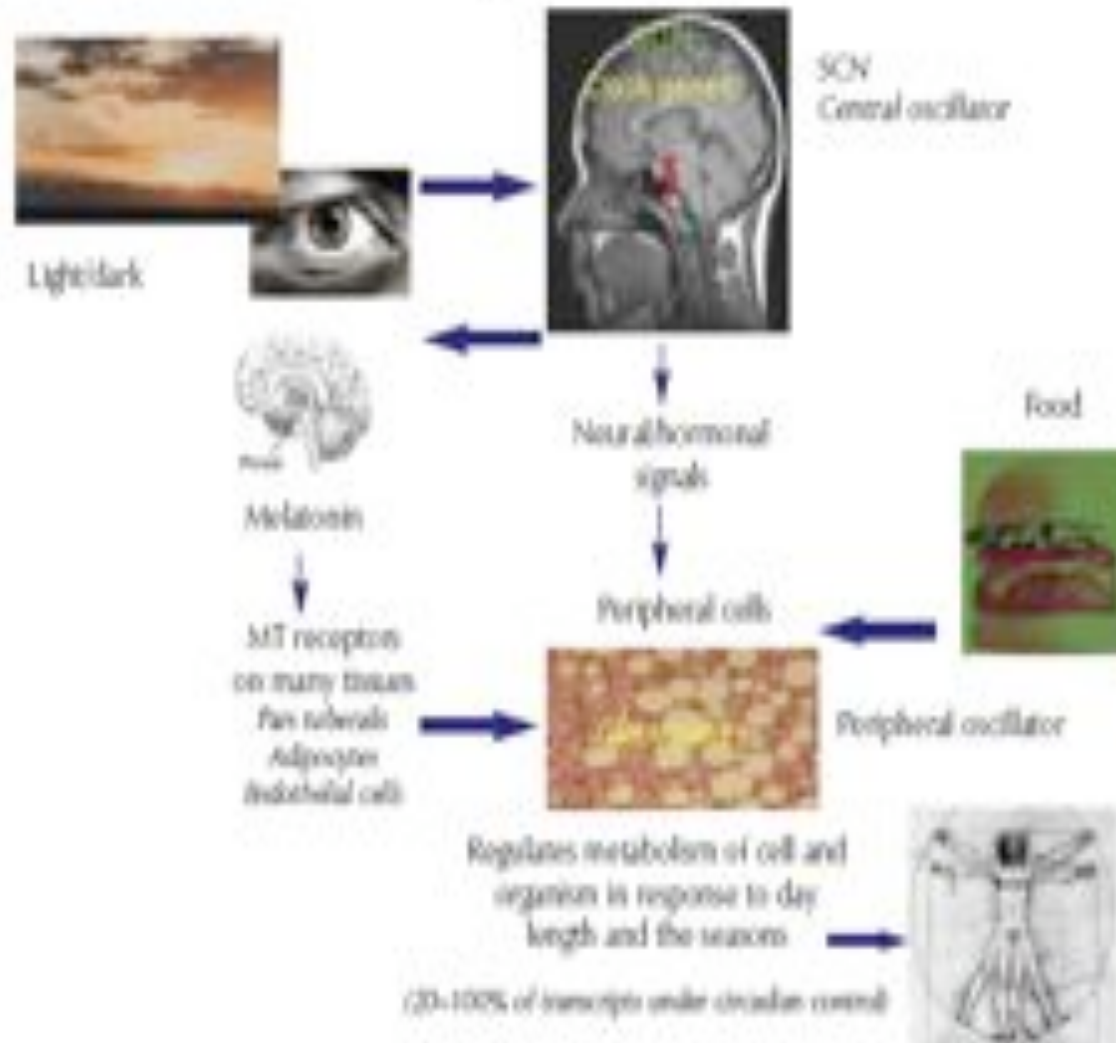 SCN
Central oscillator
Light/dark
Neural/hormonal
signals
Food
Melatonin
Peripheral cells
MT receptors
on many tissues
Pars tuberalis
Adipocytes
Endothelial cells
Peripheral oscillator
Regulates metabolism of cell and
organism in response to day
length and the seasons
(20–100% of transcripts under circadian control)